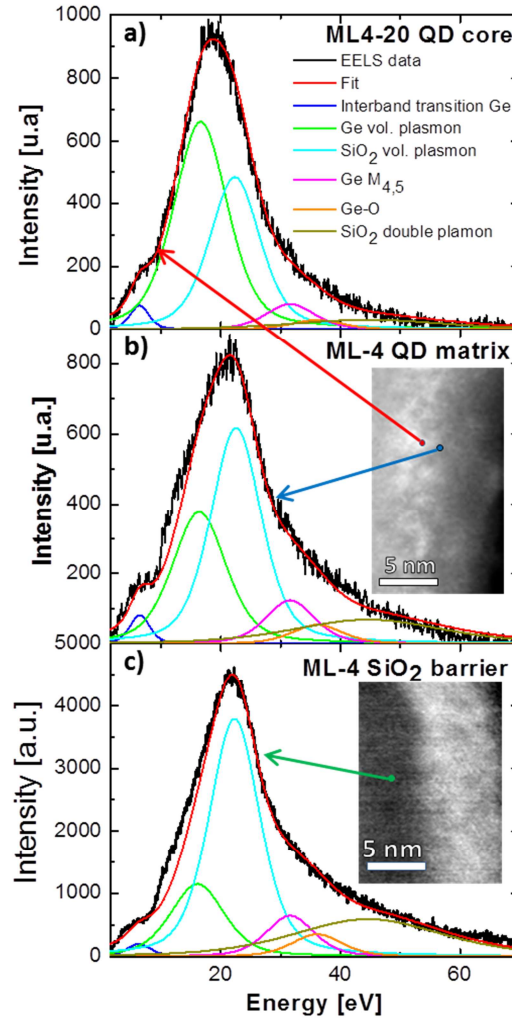 1000
a)
ML4-20 QD core
EELS data
Fit
Interband transition Ge
Ge vol. plasmon
SiO₂ vol. plasmon
Ge M₄,₅
Ge-O
SiO₂ double plamon
800
600
400
200
0
Intensity [u.a]
b)
ML-4 QD matrix
800
600
400
200
5000
Intensity [u.a.]
5 nm
c)
ML-4 SiO₂ barrier
4000
3000
2000
1000
0
Intensity [a.u.]
5 nm
20
40
60
Energy [eV]